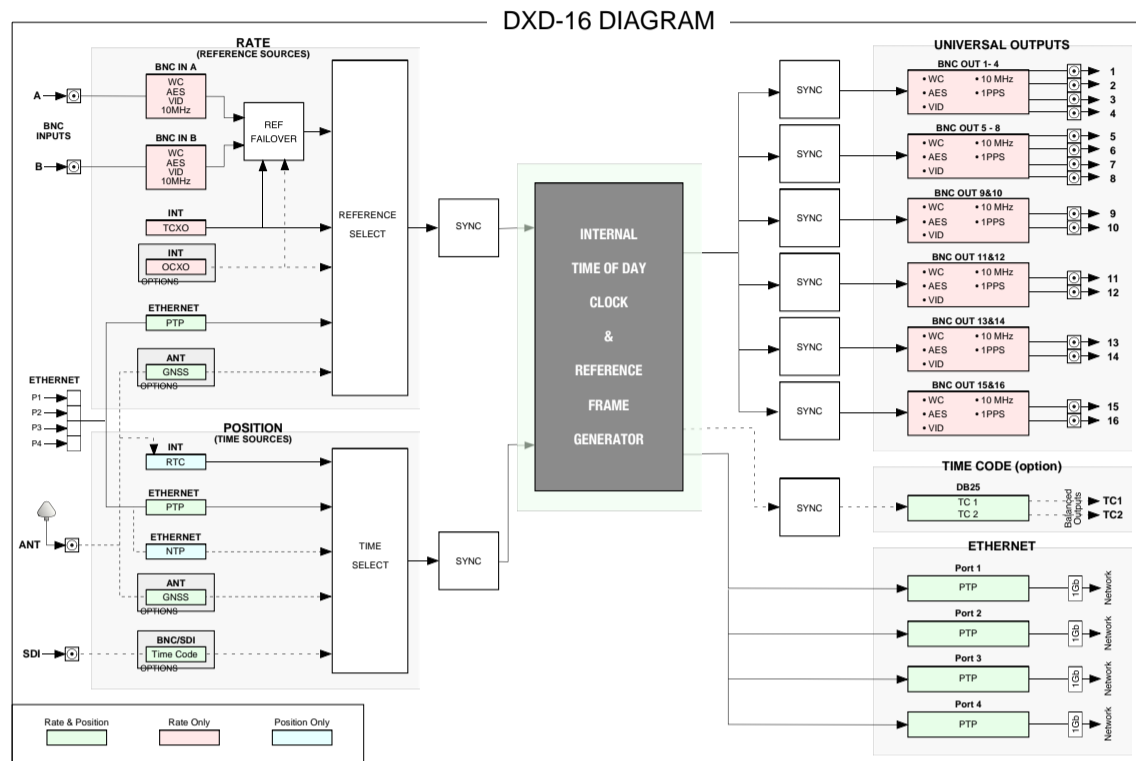 DXD-16 DIAGRAM
RATE
(REFERENCE SOURCES)
BNC IN A
WC
AES
VID
10MHz
A
BNC
INPUTS
B
BNC IN B
WC
AES
VID
10MHz
REF
FAILOVER
INT
TCXO
INT
OCXO
OPTIONS
ETHERNET
PTP
ANT
GNSS
OPTIONS
REFERENCE
SELECT
SYNC
ETHERNET
P1
P2
P3
P4
POSITION
(TIME SOURCES)
INT
RTC
ETHERNET
PTP
ETHERNET
NTP
ANT
GNSS
OPTIONS
BNC/SDI
Time Code
OPTIONS
ANT
SDI
TIME
SELECT
SYNC
INTERNAL
TIME OF DAY
CLOCK
&
REFERENCE
FRAME
GENERATOR
SYNC
SYNC
SYNC
SYNC
SYNC
SYNC
SYNC
UNIVERSAL OUTPUTS
BNC OUT 1- 4
• WC • 10 MHz
• AES • 1PPS
• VID
1
2
3
4
BNC OUT 5 - 8
• WC • 10 MHz
• AES • 1PPS
• VID
5
6
7
8
BNC OUT 9&10
• WC • 10 MHz
• AES • 1PPS
• VID
9
10
BNC OUT 11&12
• WC • 10 MHz
• AES • 1PPS
• VID
11
12
BNC OUT 13&14
• WC • 10 MHz
• AES • 1PPS
• VID
13
14
BNC OUT 15&16
• WC • 10 MHz
• AES • 1PPS
• VID
15
16
TIME CODE (option)
DB25
TC 1
TC 2
Balanced
Outputs
TC1
TC2
ETHERNET
Port 1
PTP
1Gb
Network
Port 2
PTP
1Gb
Network
Port 3
PTP
1Gb
Network
Port 4
PTP
1Gb
Network
Rate & Position
Rate Only
Position Only